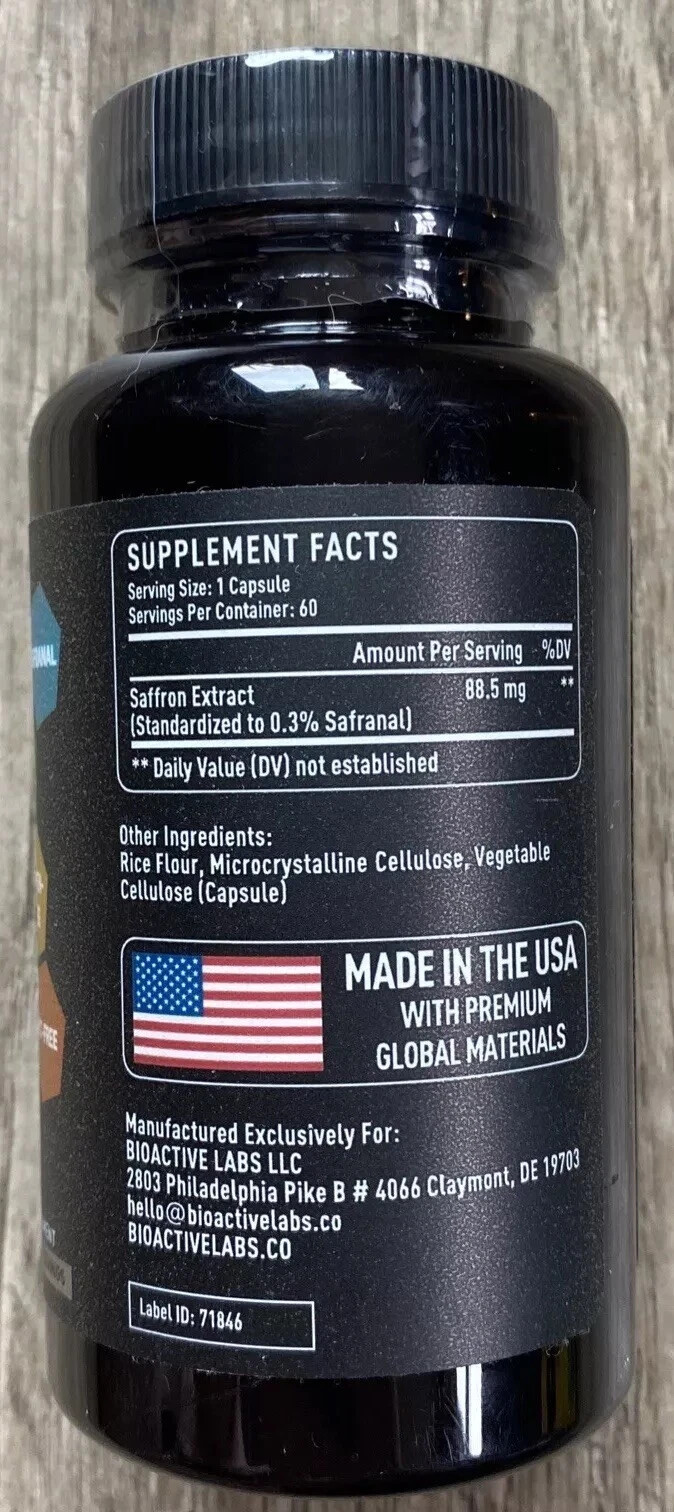 SUPPLEMENT FACTS
Serving Size: 1 Capsule
Servings Per Container: 60
Amount Per Serving %DV
Saffron Extract 88.5 mg **
(Standardized to 0.3% Safranal)
** Daily Value (DV) not established
Other Ingredients:
Rice Flour, Microcrystalline Cellulose, Vegetable
Cellulose (Capsule)
MADE IN THE USA
WITH PREMIUM
GLOBAL MATERIALS
Manufactured Exclusively For:
BIOACTIVE LABS LLC
2803 Philadelphia Pike B # 4066 Claymont, DE 19703
hello@bioactivelabs.co
BIOACTIVELABS.CO
Label ID: 71846